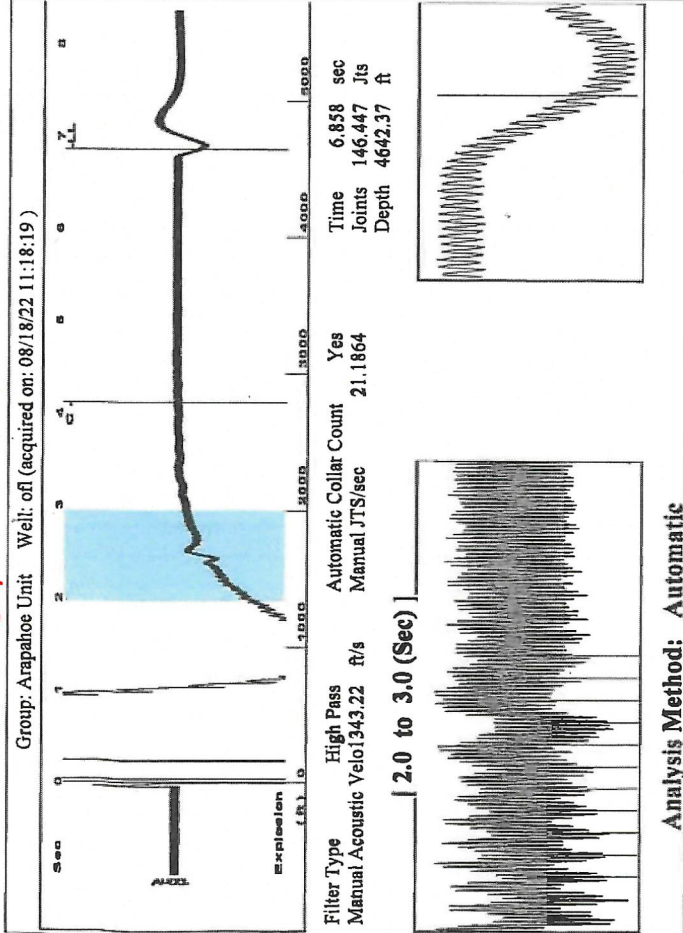 Group: Arapahoe Unit Well: ofl (acquired on: 08/18/22 11:18:19 )
Sec
0 1 2 3 4 5 6 7 8
C
LL
Explosion
(ft) 0 1000 2000 3000 4000 5000
Filter Type High Pass Automatic Collar Count Yes Time 6.858 sec
Manual Acoustic Velo1343.22 ft/s Manual JTS/sec 21.1864 Joints 146.447 Jts
Depth 4642.37 ft
[ 2.0 to 3.0 (Sec) ]
Analysis Method: Automatic